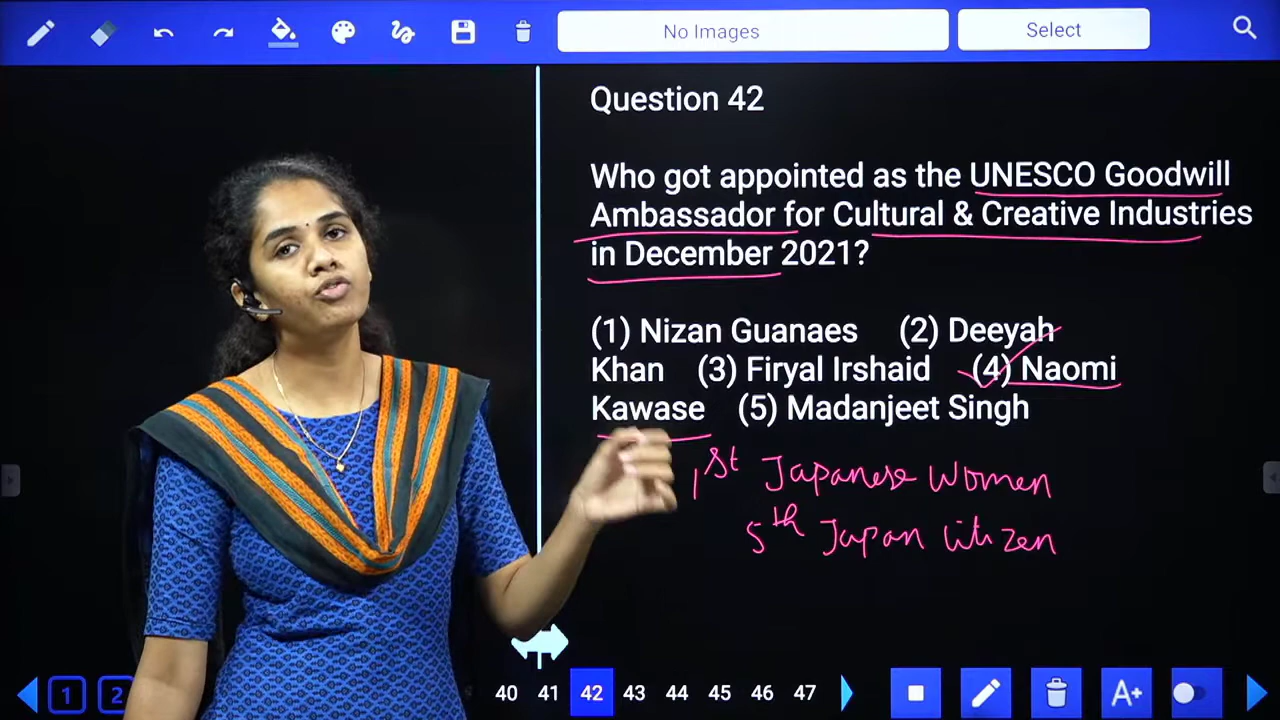 No Images
Select
Question 42
Who got appointed as the UNESCO Goodwill
Ambassador for Cultural & Creative Industries
in December 2021?
(1) Nizan Guanaes (2) Deeyah
Khan (3) Firyal Irshaid (4) Naomi
Kawase (5) Madanjeet Singh
1st Japanese Women
5th Japan Citizen
1 2 40 41 42 43 44 45 46 47 A+